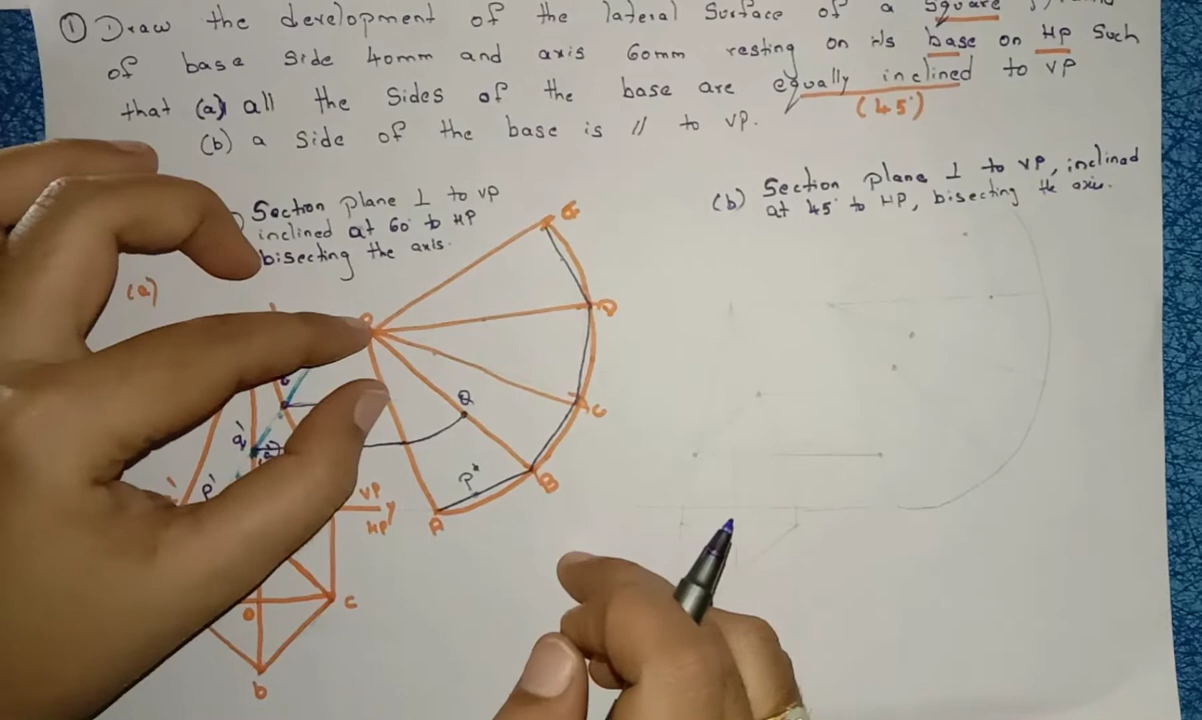 ① Draw the development of the lateral Surface of a Square
of base side 40mm and axis 60mm resting on its base on HP Such
that (a) all the Sides of the base are equally inclined to VP
(45°)
(b) a Side of the base is // to VP.
Section plane ⊥ to VP
inclined at 60° to HP
bisecting the axis.
(b) Section plane ⊥ to VP, inclined
at 45° to HP, bisecting the axis.
(a)
D
C
Q
B
P
A
q'
p'
VP
HP
y
o
c
b